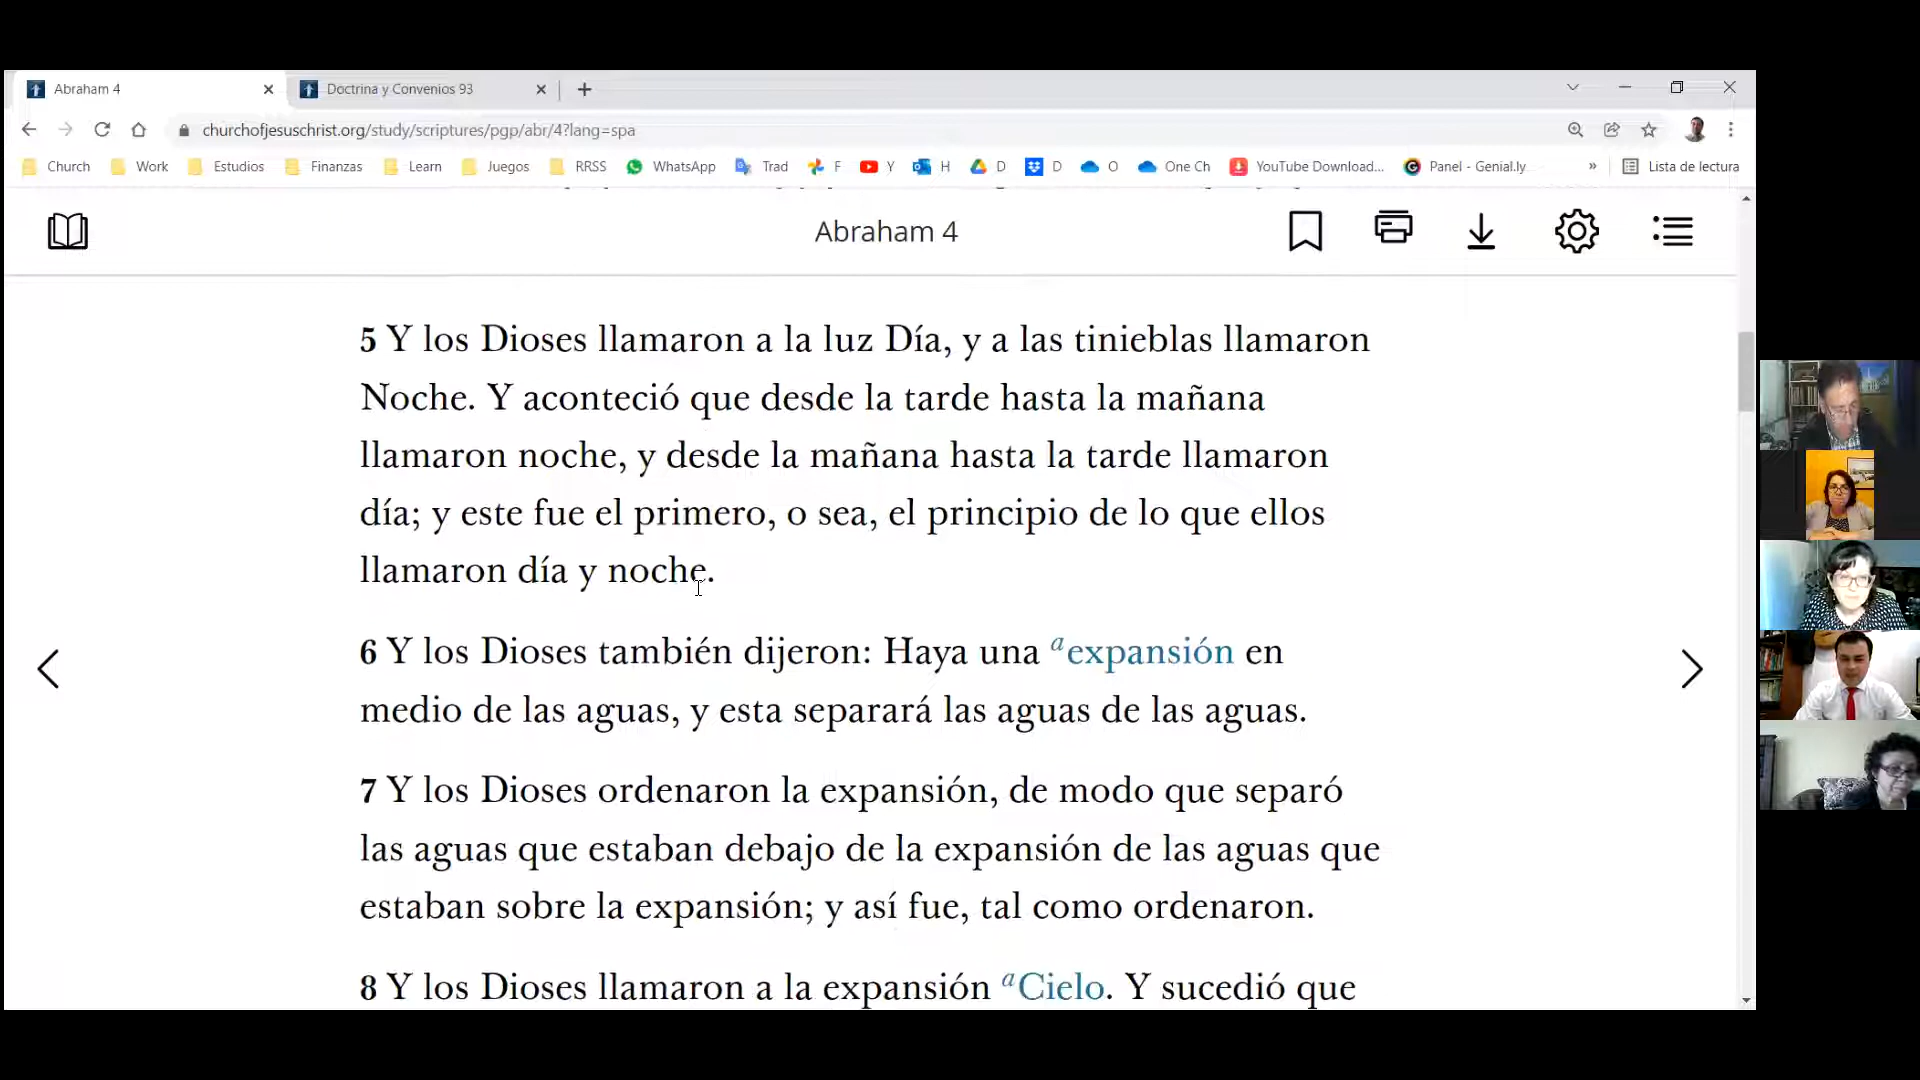 Abraham 4
Doctrina y Convenios 93
churchofjesuschrist.org/study/scriptures/pgp/abr/4?lang=spa
Church Work Estudios Finanzas Learn Juegos RRSS WhatsApp Trad F Y H D D O One Ch YouTube Download... Panel - Genial.ly » Lista de lectura
Abraham 4
5 Y los Dioses llamaron a la luz Día, y a las tinieblas llamaron
Noche. Y aconteció que desde la tarde hasta la mañana
llamaron noche, y desde la mañana hasta la tarde llamaron
día; y este fue el primero, o sea, el principio de lo que ellos
llamaron día y noche.
6 Y los Dioses también dijeron: Haya una a expansión en
medio de las aguas, y esta separará las aguas de las aguas.
7 Y los Dioses ordenaron la expansión, de modo que separó
las aguas que estaban debajo de la expansión de las aguas que
estaban sobre la expansión; y así fue, tal como ordenaron.
8 Y los Dioses llamaron a la expansión a Cielo. Y sucedió que